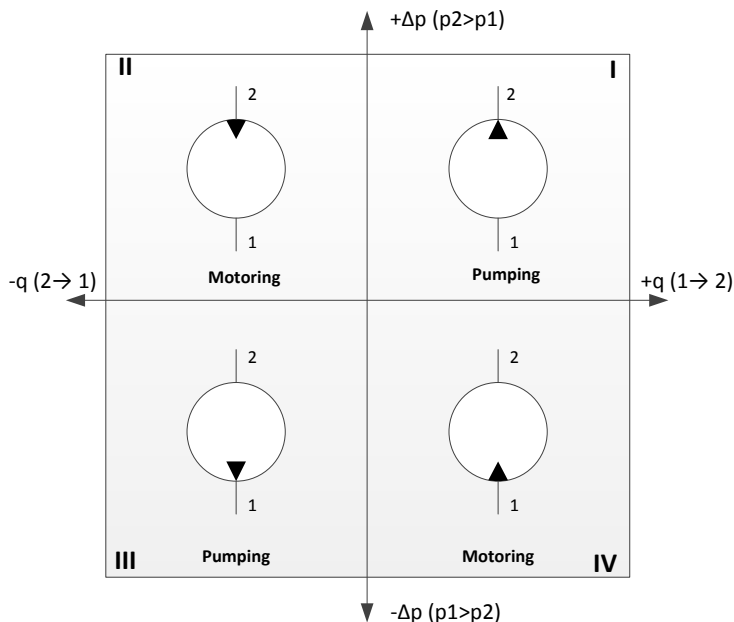 +Δp (p2>p1)
II
I
2
2
1
1
Motoring
Pumping
-q (2→ 1)
+q (1→ 2)
2
2
1
1
Pumping
Motoring
III
IV
-Δp (p1>p2)